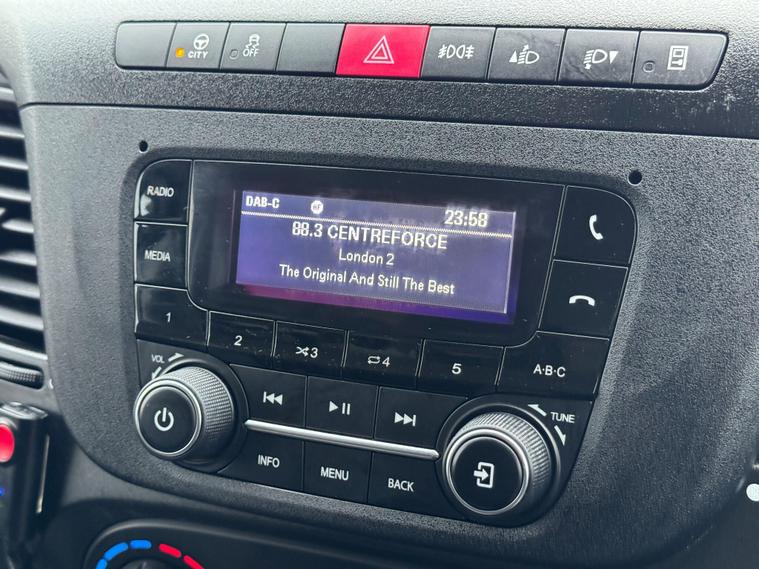 CITY
OFF
RADIO
MEDIA
DAB-C
23:58
88.3 CENTREFORCE
London 2
The Original And Still The Best
1
2
3
4
5
A·B·C
VOL
TUNE
INFO
MENU
BACK